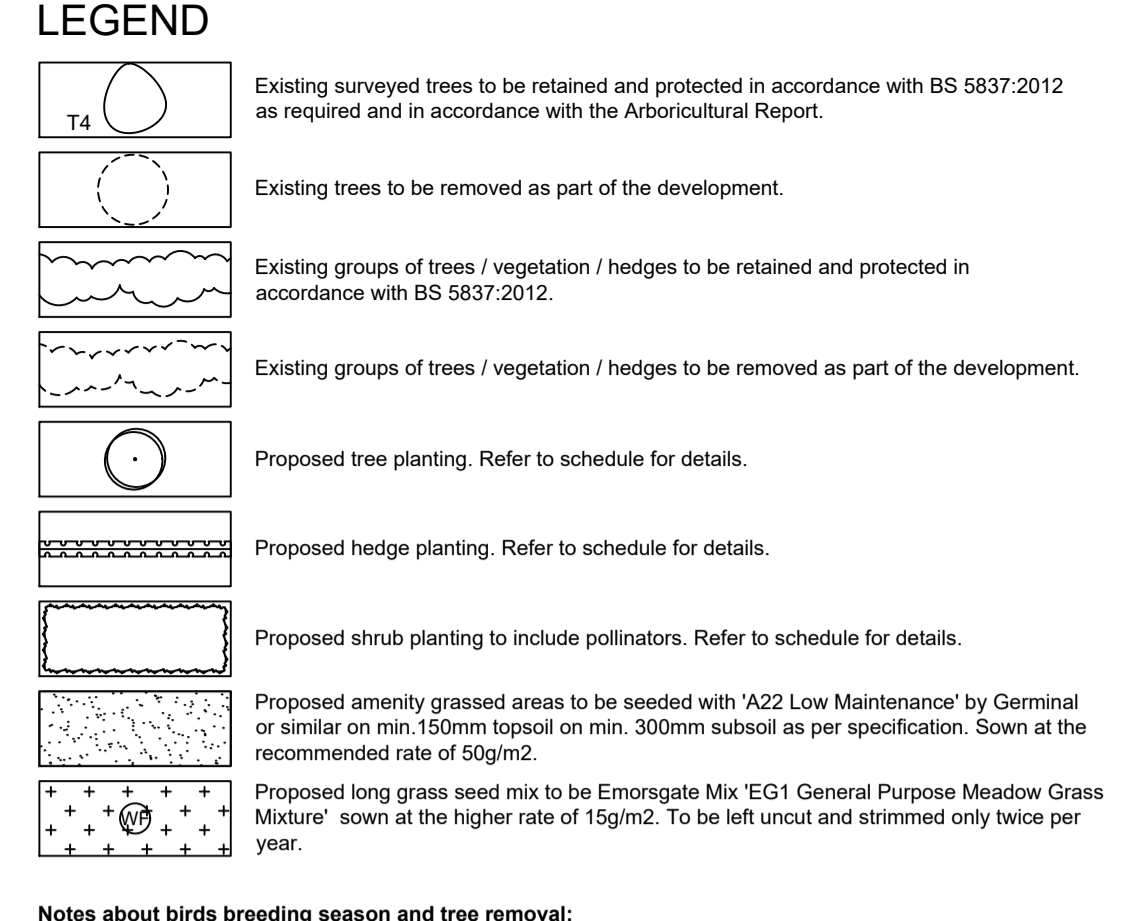 LEGEND
T4
Existing surveyed trees to be retained and protected in accordance with BS 5837:2012
as required and in accordance with the Arboricultural Report.
Existing trees to be removed as part of the development.
Existing groups of trees / vegetation / hedges to be retained and protected in
accordance with BS 5837:2012.
Existing groups of trees / vegetation / hedges to be removed as part of the development.
Proposed tree planting. Refer to schedule for details.
Proposed hedge planting. Refer to schedule for details.
Proposed shrub planting to include pollinators. Refer to schedule for details.
Proposed amenity grassed areas to be seeded with 'A22 Low Maintenance' by Germinal
or similar on min.150mm topsoil on min. 300mm subsoil as per specification. Sown at the
recommended rate of 50g/m2.
WF
Proposed long grass seed mix to be Emorsgate Mix 'EG1 General Purpose Meadow Grass
Mixture'  sown at the higher rate of 15g/m2. To be left uncut and strimmed only twice per
year.
Notes about birds breeding season and tree removal: